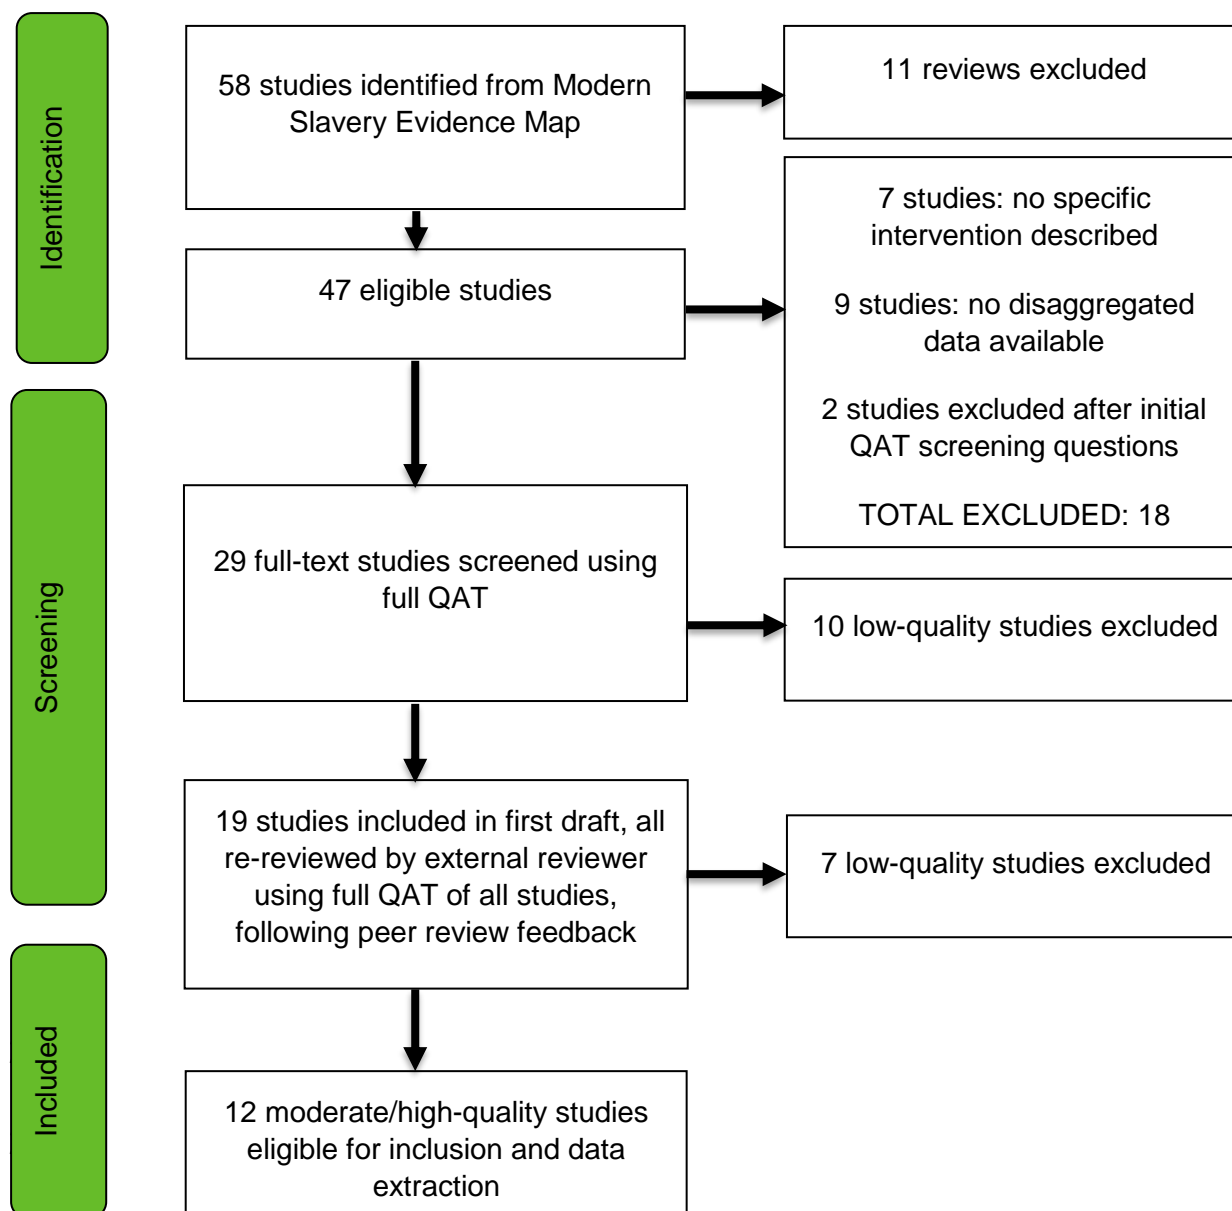 Identification
58 studies identified from Modern
Slavery Evidence Map
11 reviews excluded
47 eligible studies
7 studies: no specific
intervention described
9 studies: no disaggregated
data available
2 studies excluded after initial
QAT screening questions
TOTAL EXCLUDED: 18
Screening
29 full-text studies screened using
full QAT
10 low-quality studies excluded
19 studies included in first draft, all
re-reviewed by external reviewer
using full QAT of all studies,
following peer review feedback
7 low-quality studies excluded
Included
12 moderate/high-quality studies
eligible for inclusion and data
extraction